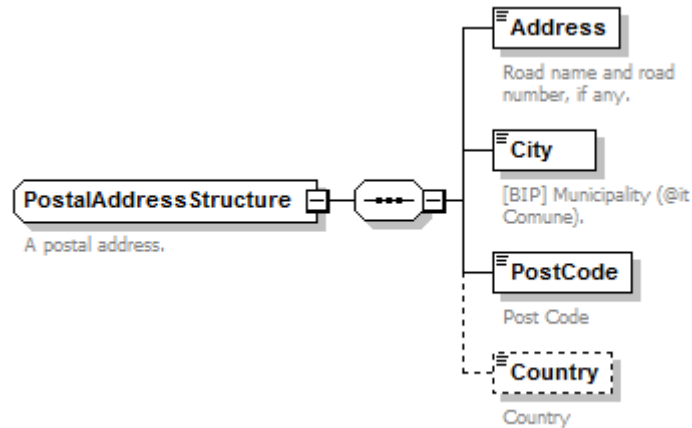 Address
Road name and road
number, if any.
City
[BIP] Municipality (@it
Comune).
PostalAddressStructure
A postal address.
PostCode
Post Code
Country
Country